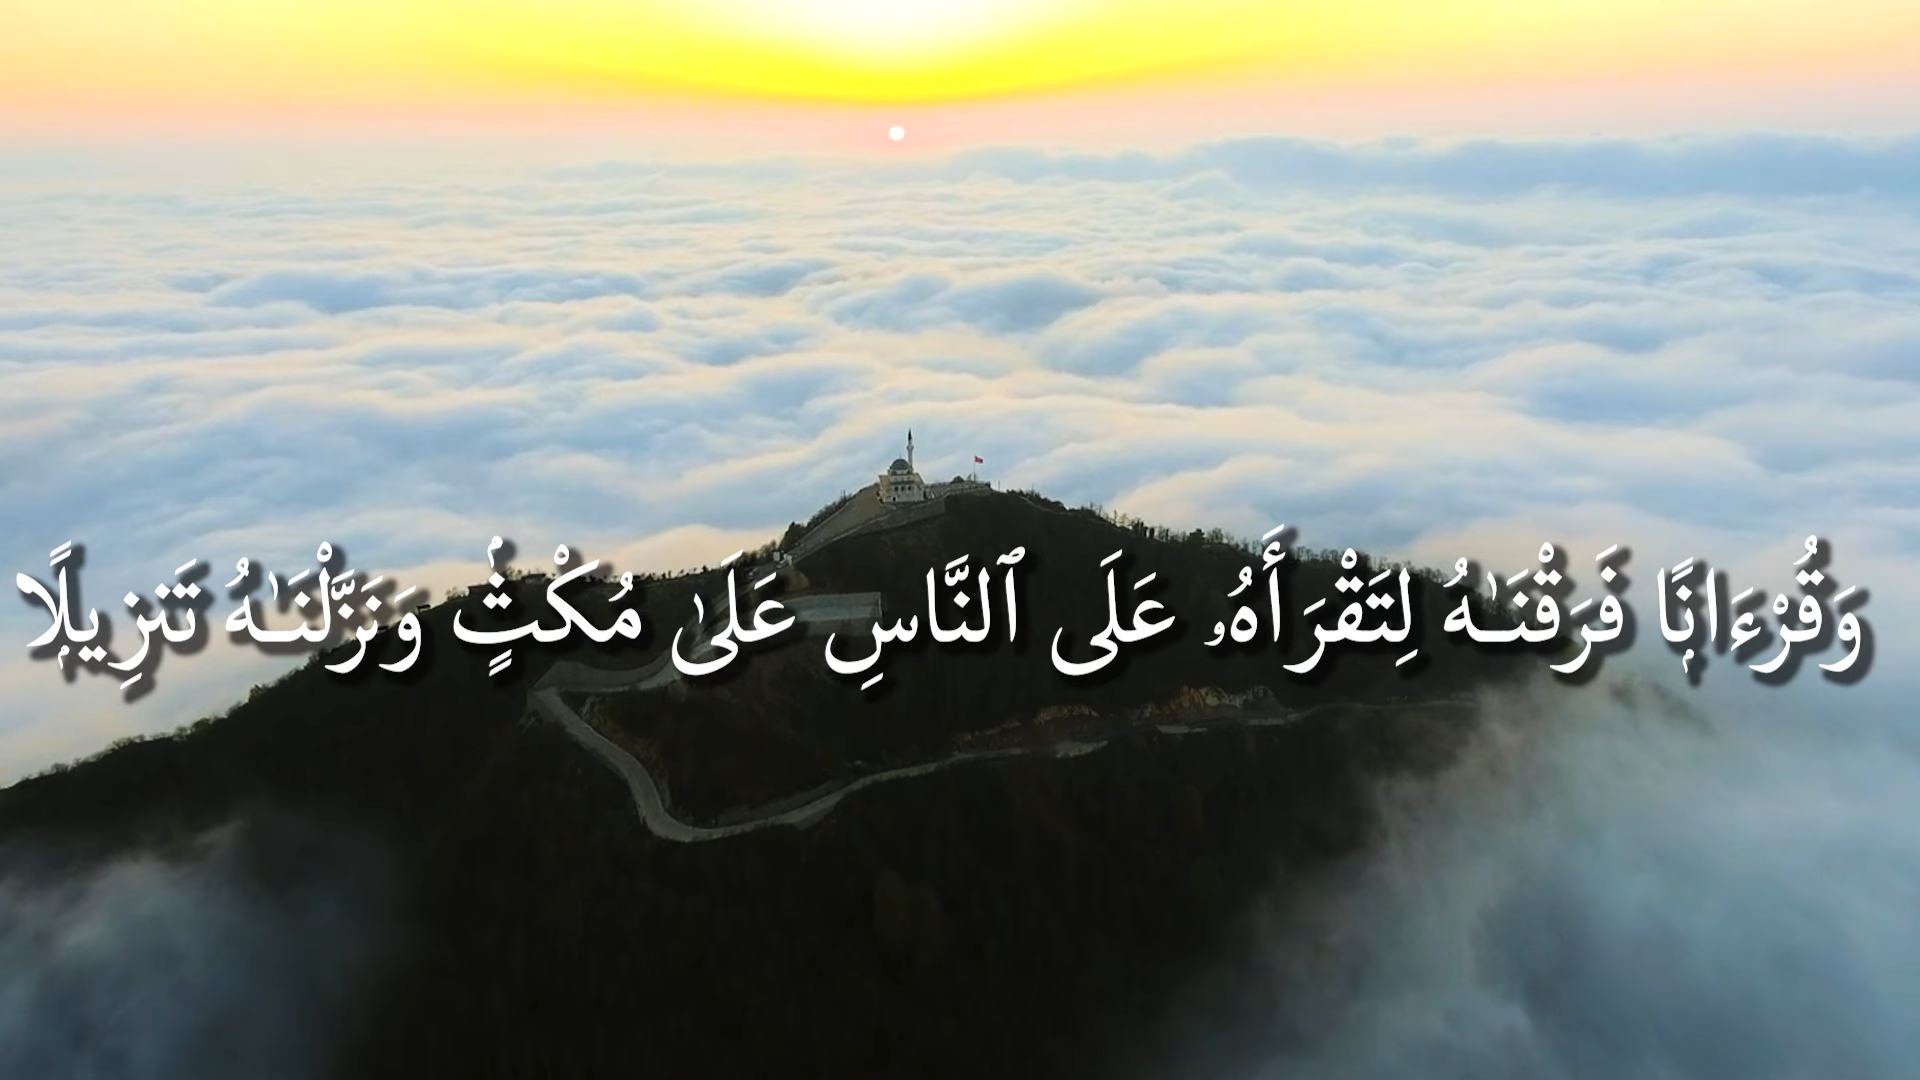 وَقُرْءَانًۭا فَرَقْنَـٰهُ لِتَقْرَأَهُۥ عَلَى ٱلنَّاسِ عَلَىٰ مُكْثٍۢ وَنَزَّلْنَـٰهُ تَنزِيلًۭا